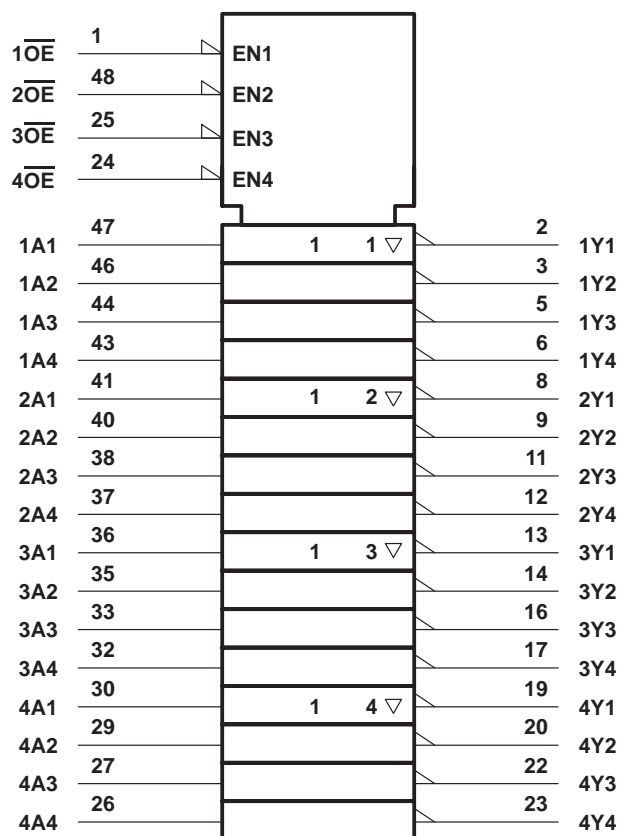 1O̅E̅ 1 EN1
2O̅E̅ 48 EN2
3O̅E̅ 25 EN3
4O̅E̅ 24 EN4
1A1 47 1 1 ▽ 2 1Y1
1A2 46 3 1Y2
1A3 44 5 1Y3
1A4 43 6 1Y4
2A1 41 1 2 ▽ 8 2Y1
2A2 40 9 2Y2
2A3 38 11 2Y3
2A4 37 12 2Y4
3A1 36 1 3 ▽ 13 3Y1
3A2 35 14 3Y2
3A3 33 16 3Y3
3A4 32 17 3Y4
4A1 30 1 4 ▽ 19 4Y1
4A2 29 20 4Y2
4A3 27 22 4Y3
4A4 26 23 4Y4